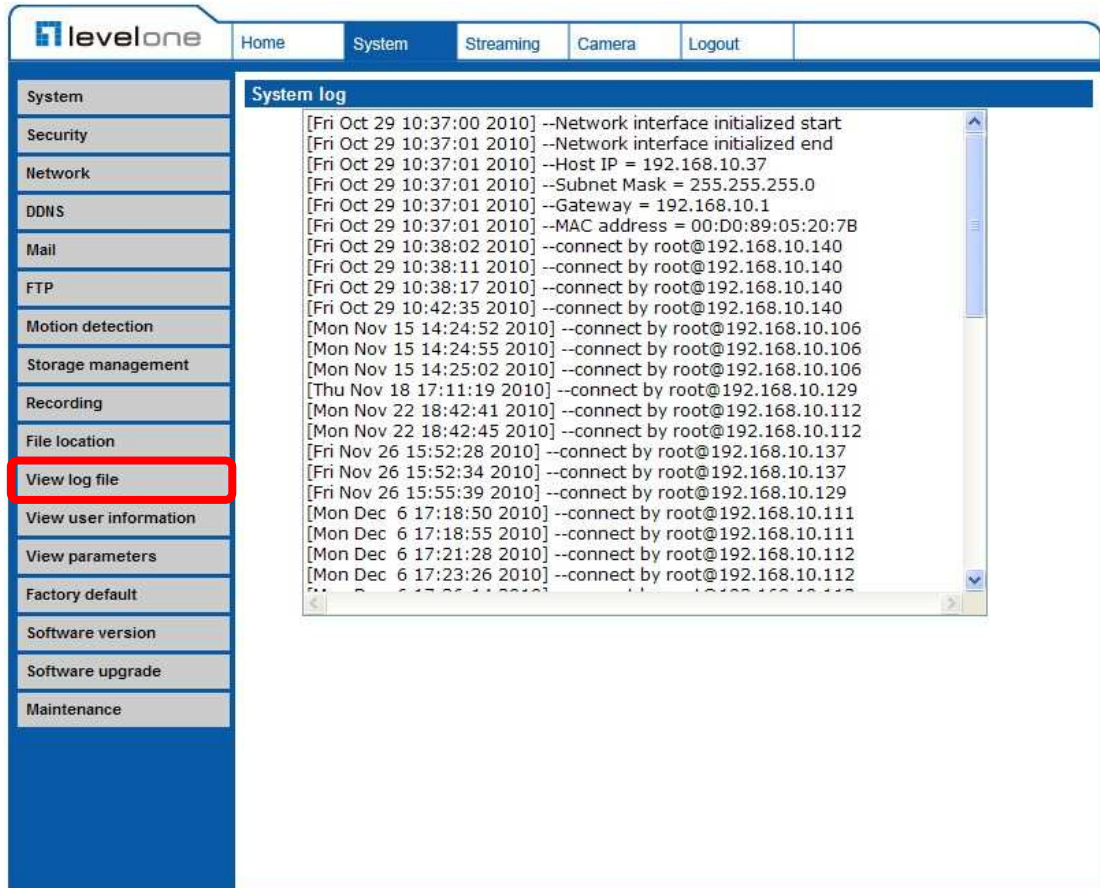 levelone
Home System Streaming Camera Logout
System
Security
Network
DDNS
Mail
FTP
Motion detection
Storage management
Recording
File location
View log file
View user information
View parameters
Factory default
Software version
Software upgrade
Maintenance
System log
[Fri Oct 29 10:37:00 2010] --Network interface initialized start
[Fri Oct 29 10:37:01 2010] --Network interface initialized end
[Fri Oct 29 10:37:01 2010] --Host IP = 192.168.10.37
[Fri Oct 29 10:37:01 2010] --Subnet Mask = 255.255.255.0
[Fri Oct 29 10:37:01 2010] --Gateway = 192.168.10.1
[Fri Oct 29 10:37:01 2010] --MAC address = 00:D0:89:05:20:7B
[Fri Oct 29 10:38:02 2010] --connect by root@192.168.10.140
[Fri Oct 29 10:38:11 2010] --connect by root@192.168.10.140
[Fri Oct 29 10:38:17 2010] --connect by root@192.168.10.140
[Fri Oct 29 10:42:35 2010] --connect by root@192.168.10.140
[Mon Nov 15 14:24:52 2010] --connect by root@192.168.10.106
[Mon Nov 15 14:24:55 2010] --connect by root@192.168.10.106
[Mon Nov 15 14:25:02 2010] --connect by root@192.168.10.106
[Thu Nov 18 17:11:19 2010] --connect by root@192.168.10.129
[Mon Nov 22 18:42:41 2010] --connect by root@192.168.10.112
[Mon Nov 22 18:42:45 2010] --connect by root@192.168.10.112
[Fri Nov 26 15:52:28 2010] --connect by root@192.168.10.137
[Fri Nov 26 15:52:34 2010] --connect by root@192.168.10.137
[Fri Nov 26 15:55:39 2010] --connect by root@192.168.10.129
[Mon Dec  6 17:18:50 2010] --connect by root@192.168.10.111
[Mon Dec  6 17:18:55 2010] --connect by root@192.168.10.111
[Mon Dec  6 17:21:28 2010] --connect by root@192.168.10.112
[Mon Dec  6 17:23:26 2010] --connect by root@192.168.10.112